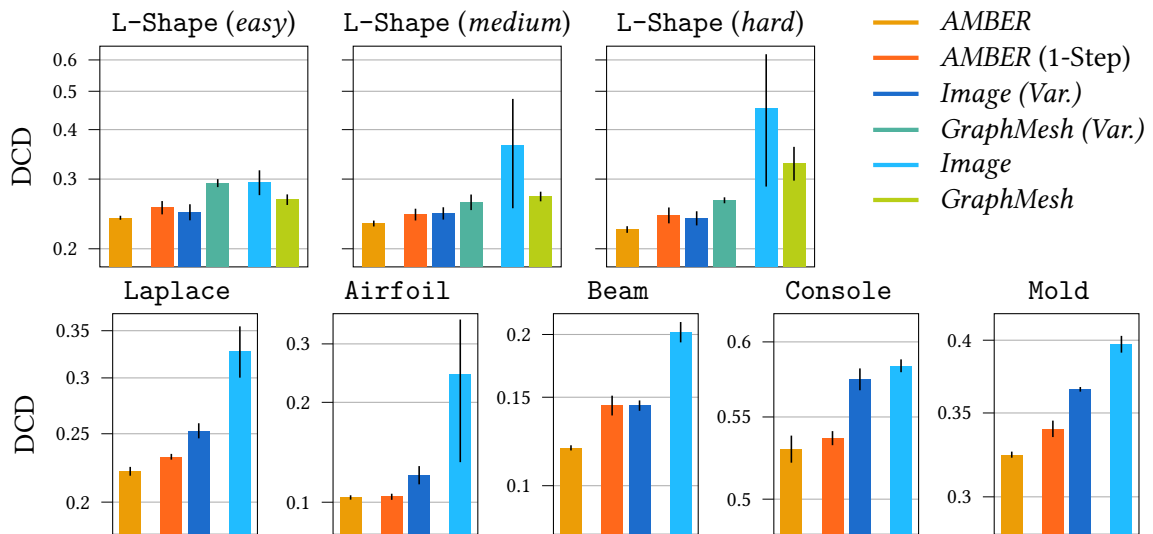 L-Shape (easy)
L-Shape (medium)
L-Shape (hard)
AMBER
AMBER (1-Step)
Image (Var.)
GraphMesh (Var.)
Image
GraphMesh
DCD
0.6
0.5
0.4
0.3
0.2
Laplace
Airfoil
Beam
Console
Mold
DCD
0.35
0.3
0.25
0.2
0.3
0.2
0.1
0.2
0.15
0.1
0.6
0.55
0.5
0.4
0.35
0.3